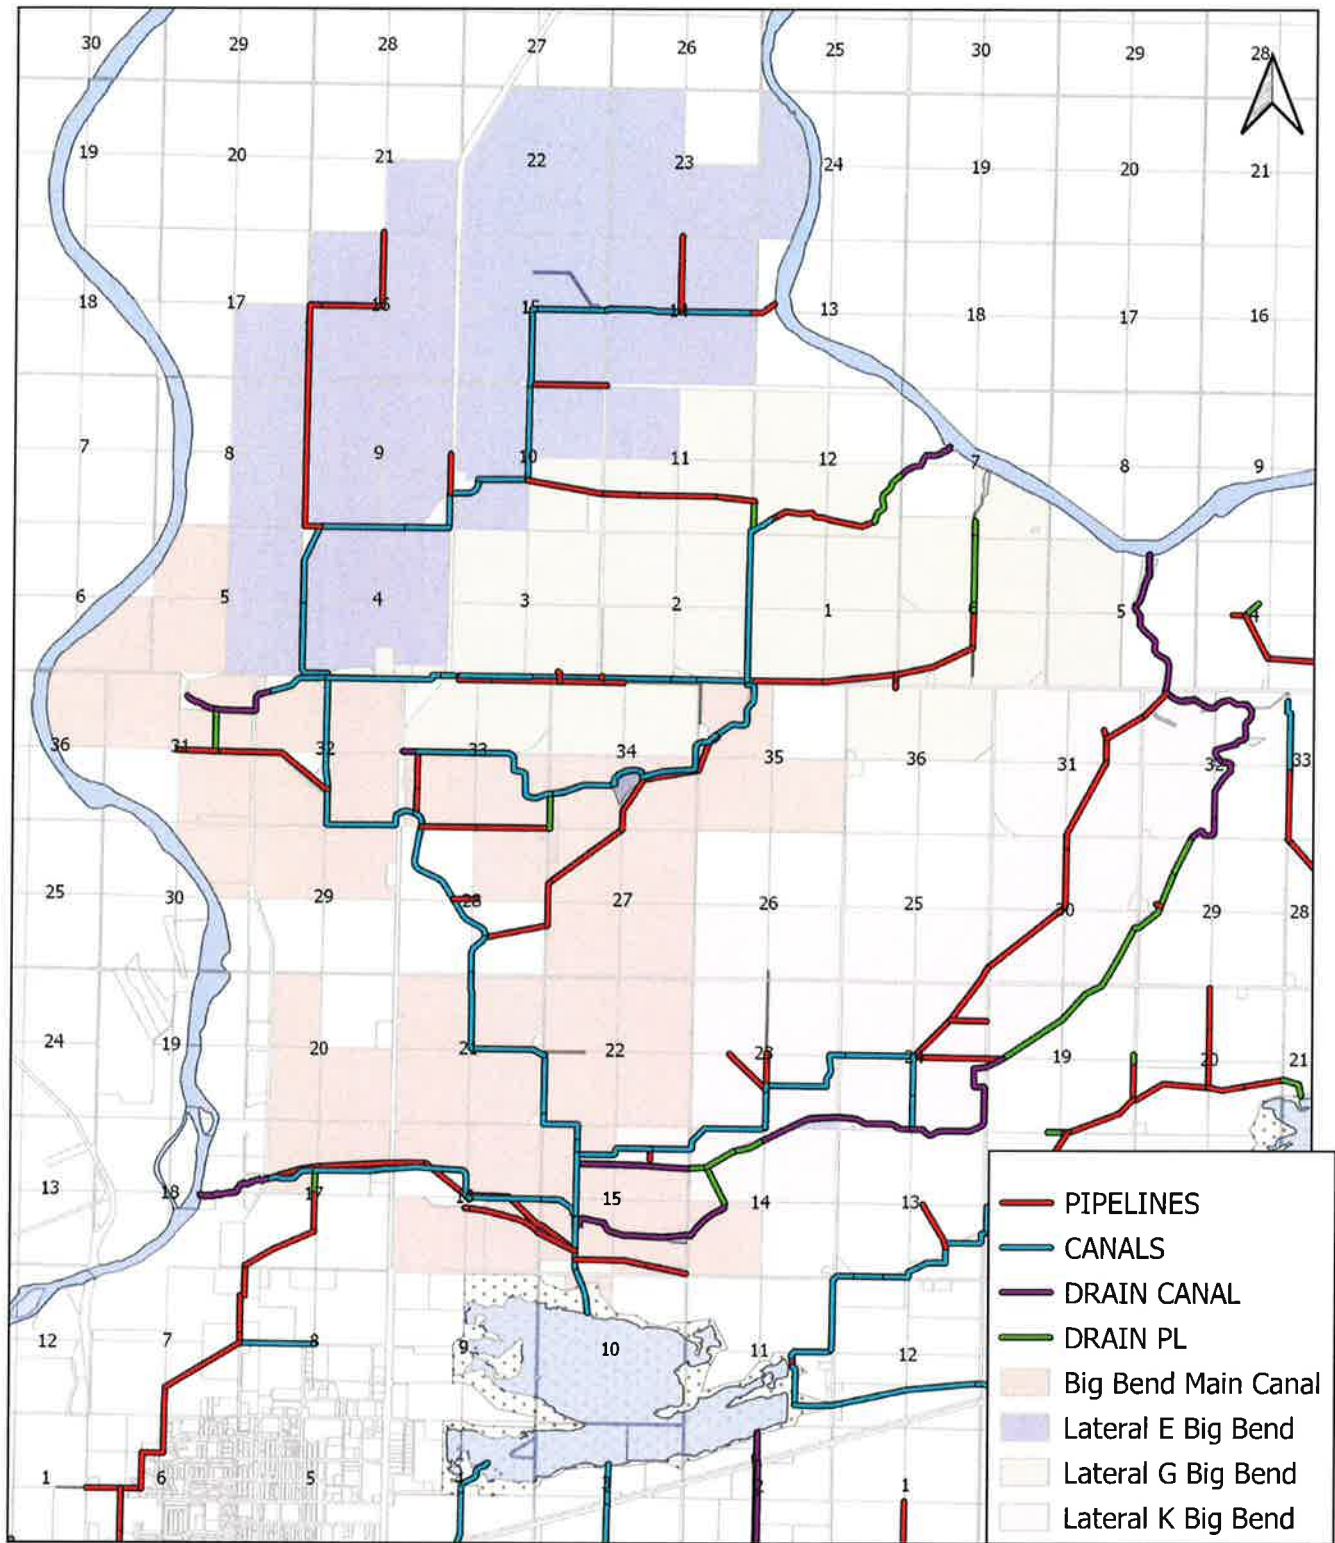 30 29 28 27 26 25 30 29 28
19 20 21 22 23 24 19 20 21
18 17 16 15 14 13 18 17 16
7 8 9 10 11 12 7 8 9
6 5 4 3 2 1 6 5 4
36 31 32 33 34 35 36 31 32 33
25 30 29 28 27 26 25 30 29 28
24 19 20 21 22 23 24 19 20 21
13 18 17 15 14 13
12 7 8 9 10 11 12
1 6 5 2 1
PIPELINES
CANALS
DRAIN CANAL
DRAIN PL
Big Bend Main Canal
Lateral E Big Bend
Lateral G Big Bend
Lateral K Big Bend